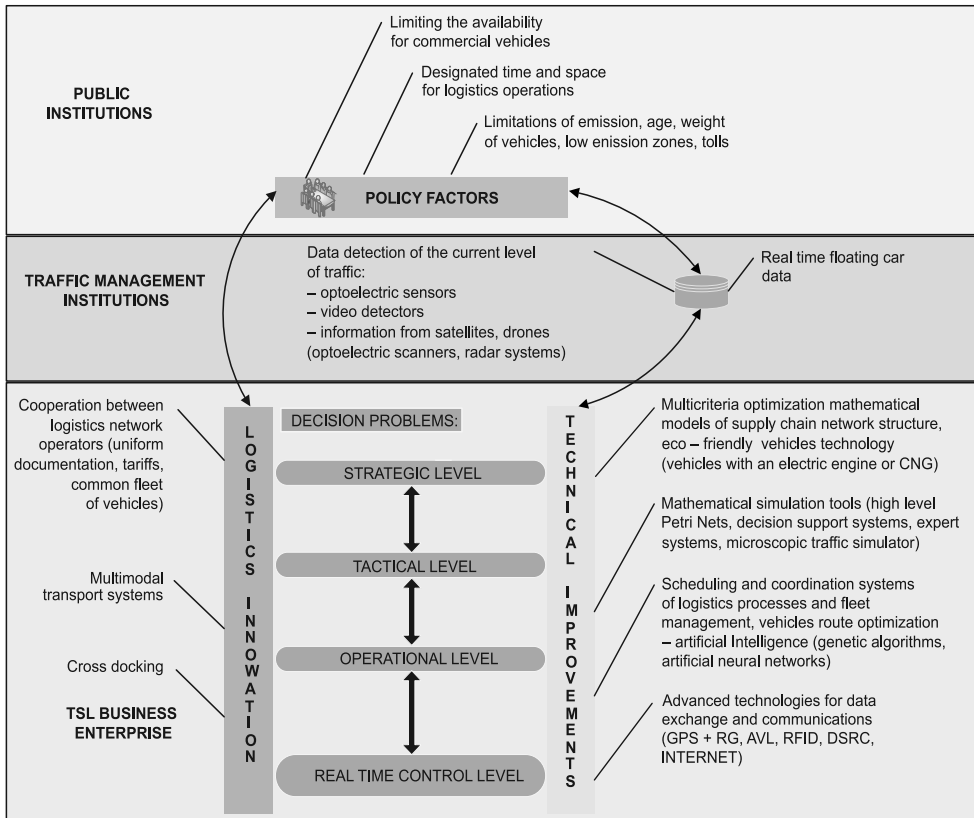 Limiting the availability
for commercial vehicles
Designated time and space
for logistics operations
PUBLIC
INSTITUTIONS
Limitations of emission, age, weight
of vehicles, low enission zones, tolls
POLICY FACTORS
TRAFFIC MANAGEMENT
INSTITUTIONS
Data detection of the current level
of traffic:
– optoelectric sensors
– video detectors
– information from satellites, drones
(optoelectric scanners, radar systems)
Real time floating car
data
Cooperation between
logistics network
operators (uniform
documentation, tariffs,
common fleet
of vehicles)
Multimodal
transport systems
Cross docking
TSL BUSINESS
ENTERPRISE
LOGISTICS INNOWATION
DECISION PROBLEMS:
STRATEGIC LEVEL
TACTICAL LEVEL
OPERATIONAL LEVEL
REAL TIME CONTROL LEVEL
TECHNICAL IMPROVEMENTS
Multicriteria optimization mathematical
models of supply chain network structure,
eco – friendly vehicles technology
(vehicles with an electric engine or CNG)
Mathematical simulation tools (high level
Petri Nets, decision support systems, expert
systems, microscopic traffic simulator)
Scheduling and coordination systems
of logistics processes and fleet
management, vehicles route optimization
– artificial Intelligence (genetic algorithms,
artificial neural networks)
Advanced technologies for data
exchange and communications
(GPS + RG, AVL, RFID, DSRC,
INTERNET)